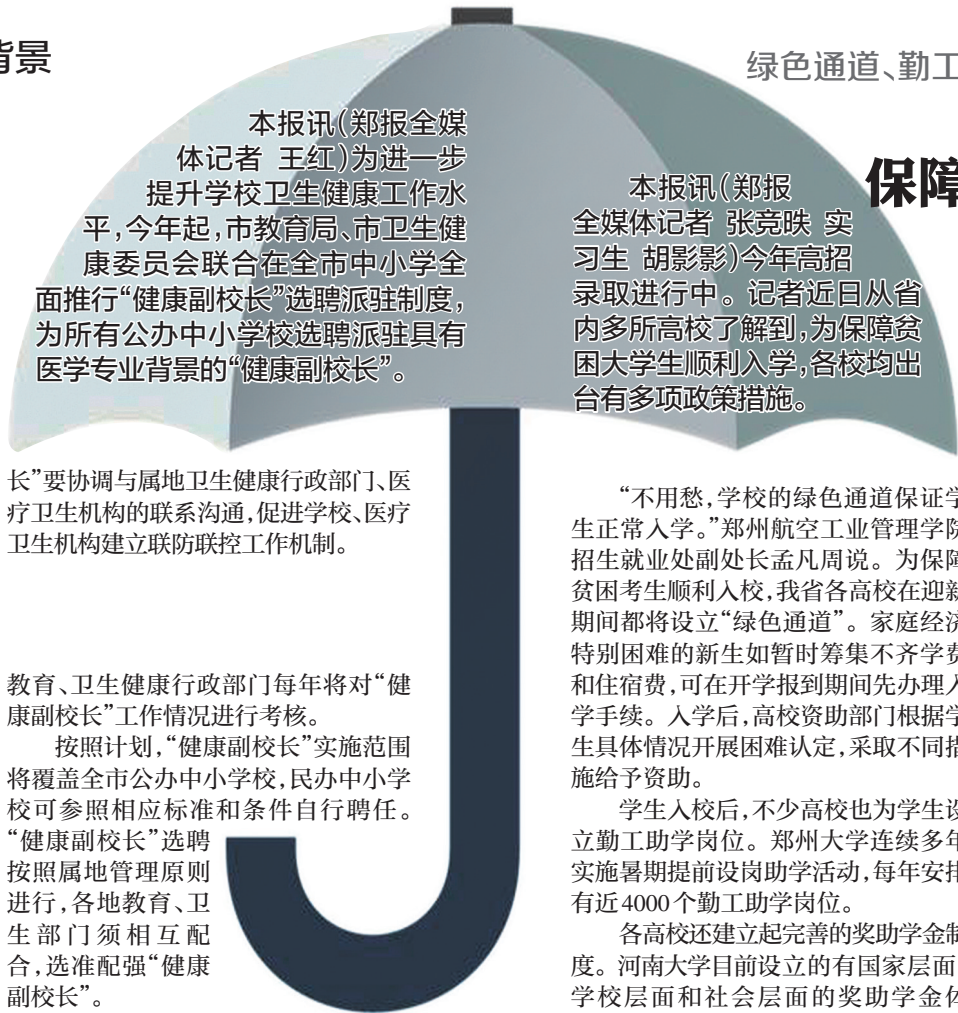 背景
本报讯(郑报全媒
体记者 王红)为进一步
提升学校卫生健康工作水
平,今年起,市教育局、市卫生健
康委员会联合在全市中小学全
面推行“健康副校长”选聘派驻制度,
为所有公办中小学校选聘派驻具有
医学专业背景的“健康副校长”。
长”要协调与属地卫生健康行政部门、医
疗卫生机构的联系沟通,促进学校、医疗
卫生机构建立联防联控工作机制。
教育、卫生健康行政部门每年将对“健
康副校长”工作情况进行考核。
按照计划,“健康副校长”实施范围
将覆盖全市公办中小学校,民办中小学
校可参照相应标准和条件自行聘任。
“健康副校长”选聘
按照属地管理原则
进行,各地教育、卫
生部门须相互配
合,选准配强“健康
副校长”。
绿色通道、勤工
保障
本报讯(郑报
全媒体记者 张竞昳 实
习生 胡影影)今年高招
录取进行中。记者近日从省
内多所高校了解到,为保障贫
困大学生顺利入学,各校均出
台有多项政策措施。
“不用愁,学校的绿色通道保证学
生正常入学。”郑州航空工业管理学院
招生就业处副处长孟凡周说。为保障
贫困考生顺利入校,我省各高校在迎新
期间都将设立“绿色通道”。家庭经济
特别困难的新生如暂时筹集不齐学费
和住宿费,可在开学报到期间先办理入
学手续。入学后,高校资助部门根据学
生具体情况开展困难认定,采取不同措
施给予资助。
学生入校后,不少高校也为学生设
立勤工助学岗位。郑州大学连续多年
实施暑期提前设岗助学活动,每年安排
有近4000个勤工助学岗位。
各高校还建立起完善的奖助学金制
度。河南大学目前设立的有国家层面
学校层面和社会层面的奖助学金体